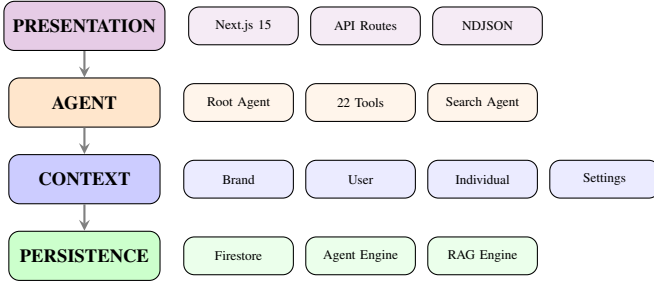 PRESENTATION Next.js 15 API Routes NDJSON
AGENT Root Agent 22 Tools Search Agent
CONTEXT Brand User Individual Settings
PERSISTENCE Firestore Agent Engine RAG Engine